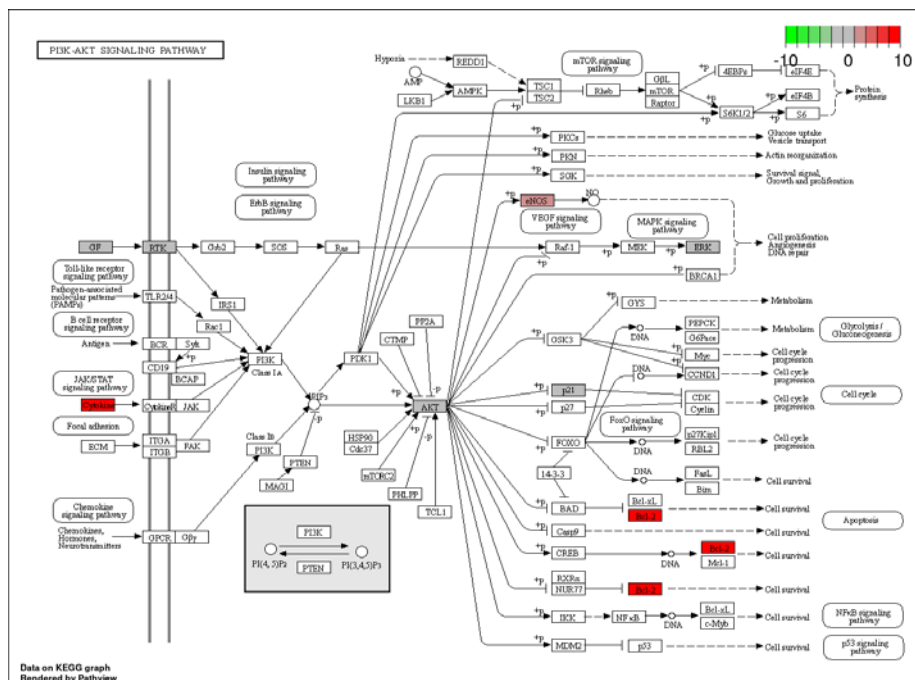 PI3K-AKT SIGNALING PATHWAY
-10
0
10
Hypoxia
REDD1
mTOR signaling
pathway
AMP
AMPK
LKB1
TSC1
TSC2
+p
Rheb
GβL
mTOR
Raptor
+p
4EBPs
eIF4E
Protein
synthesis
+p
S6K1/2
+p
eIF4B
S6
+p
+p
PKCs
Glucose uptake
Vesicle transport
+p
PKN
Actin reorganization
+p
SGK
Survival signal,
Growth and proliferation
Insulin signaling
pathway
ErbB signaling
pathway
+p
eNOS
NO
VEGF signaling
pathway
MAPK signaling
pathway
GF
RTK
Grb2
SOS
Ras
Raf-1
MEK
ERK
+p
Cell proliferation
Angiogenesis
DNA repair
+p
BRCA1
Toll-like receptor
signaling pathway
Pathogen-associated
molecular patterns
(PAMPs)
TLR2/4
IRS1
Rac1
B cell receptor
signaling pathway
Antigen
BCR
Syk
+p
CD19
BCAP
PI3K
Class IA
PDK1
PP2A
CTMP
+p
-p
GYS
Metabolism
GSK3
+p
DNA
PEPCK
G6Pase
Metabolism
Glycolysis /
Gluconeogenesis
Myc
Cell cycle
progression
DNA
CCND1
Cell cycle
progression
JAK/STAT
signaling pathway
Cytokine
CytokineR
JAK
PIP3
-p
AKT
+p
p21
p27
+p
CDK
Cyclin
Cell cycle
progression
Cell cycle
Focal adhesion
ECM
ITGA
ITGB
FAK
Class IB
PI3K
PTEN
MAGI
HSP90
Cdc37
+p
-p
mTORC2
PHLPP
TCL1
FoxO signaling
pathway
+p
FOXO
DNA
p27Kip1
RBL2
Cell cycle
progression
14-3-3
DNA
FasL
Bim
Cell survival
+p
BAD
Bcl-xL
Bcl-2
Cell survival
Apoptosis
+p
Casp9
Cell survival
+p
CREB
DNA
Bcl-2
Mcl-1
Cell survival
+p
RXRα
NUR77
Bcl-2
Cell survival
+p
IKK
NFκB
DNA
Bcl-xL
c-Myb
Cell survival
NFκB signaling
pathway
+p
MDM2
p53
Cell survival
p53 signaling
pathway
Chemokine
signaling pathway
Chemokines,
Hormones,
Neurotransmitters
GPCR
Gβγ
PI3K
PI(4, 5)P2
PI(3,4,5)P3
PTEN
Data on KEGG graph
Rendered by Pathview